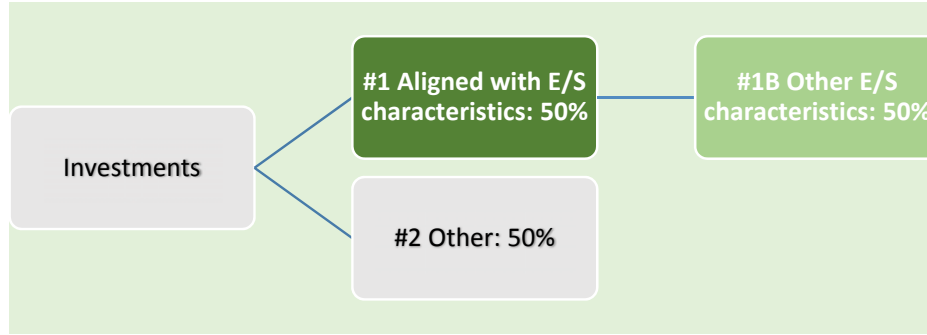 #1 Aligned with E/S
characteristics: 50%
#1B Other E/S
characteristics: 50%
Investments
#2 Other: 50%